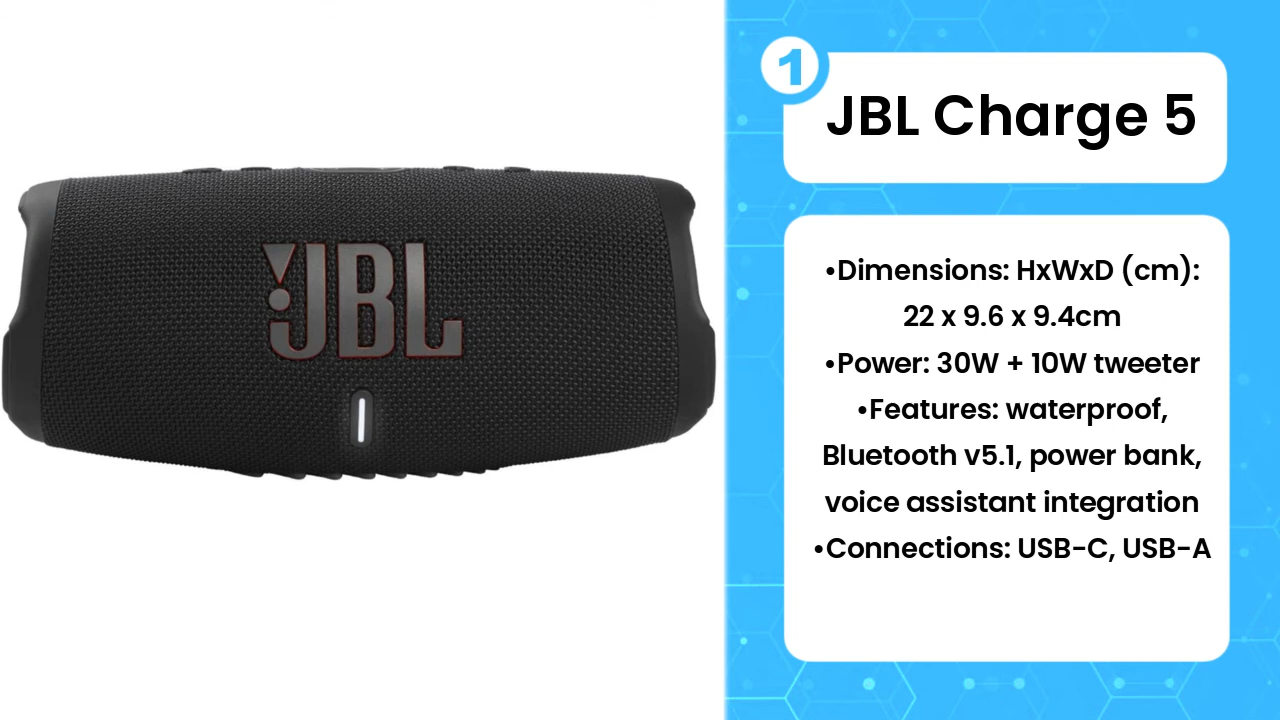 JBL
1
JBL Charge 5
•Dimensions: HxWxD (cm):
22 x 9.6 x 9.4cm
•Power: 30W + 10W tweeter
•Features: waterproof,
Bluetooth v5.1, power bank,
voice assistant integration
•Connections: USB-C, USB-A